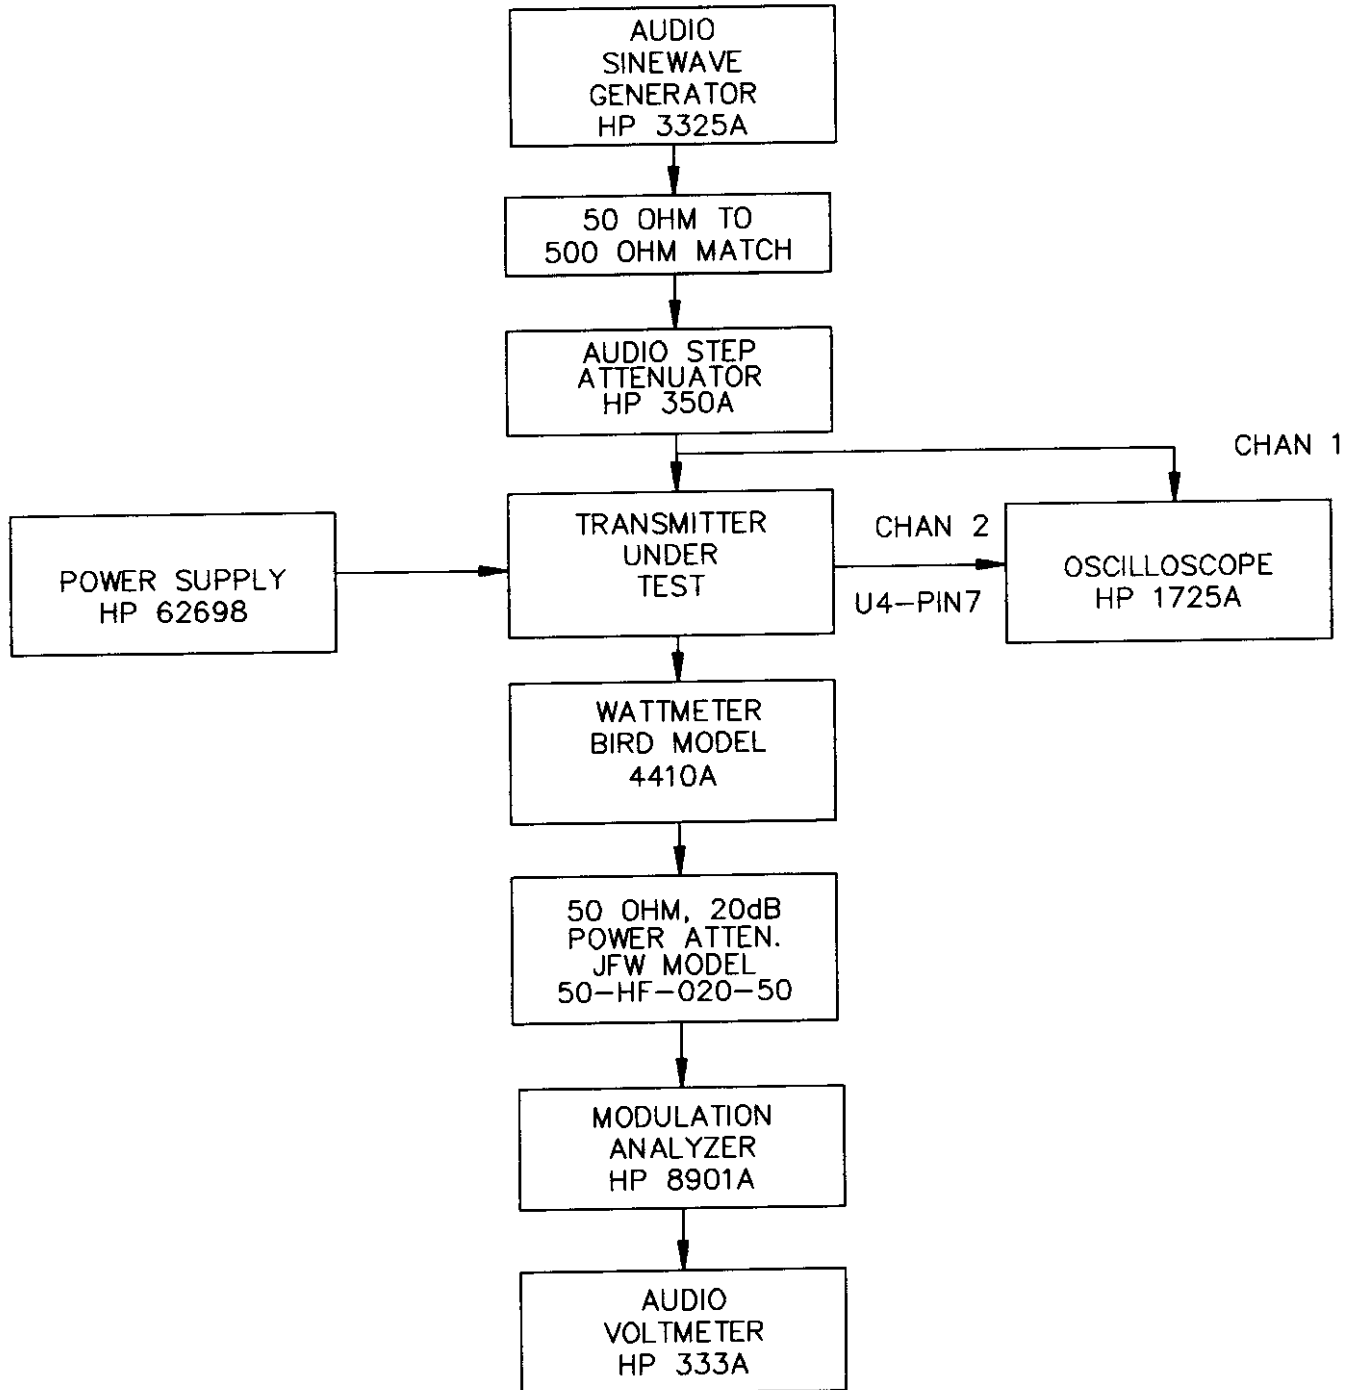 AUDIO
SINEWAVE
GENERATOR
HP 3325A
50 OHM TO
500 OHM MATCH
AUDIO STEP
ATTENUATOR
HP 350A
CHAN 1
POWER SUPPLY
HP 62698
TRANSMITTER
UNDER
TEST
CHAN 2
U4-PIN7
OSCILLOSCOPE
HP 1725A
WATTMETER
BIRD MODEL
4410A
50 OHM, 20dB
POWER ATTEN.
JFW MODEL
50-HF-020-50
MODULATION
ANALYZER
HP 8901A
AUDIO
VOLTMETER
HP 333A